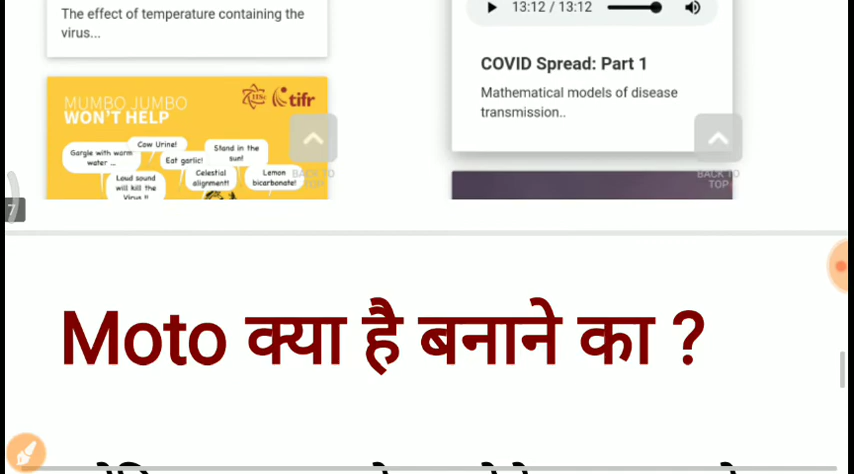 The effect of temperature containing the
virus...
MUMBO JUMBO
WON'T HELP
tifr
Gargle with warm
water ...
Cow Urine!
Eat garlic!
Stand in the
sun!
Loud sound
will kill the
Virus !!
Celestial
alignment!
Lemon
bicarbonate!
BACK TO
TOP
13:12 / 13:12
COVID Spread: Part 1
Mathematical models of disease
transmission..
BACK TO
TOP
7
Moto क्या है बनाने का ?